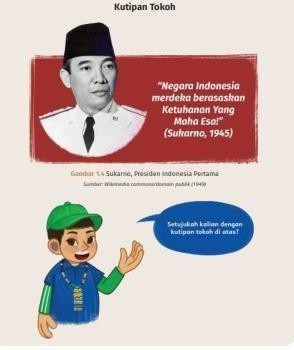 Kutipan Tokoh
“Negara Indonesia
merdeka berasaskan
Ketuhanan Yang
Maha Esa!”
(Sukarno, 1945)
Gambar 1.4 Sukarno, Presiden Indonesia Pertama
Sumber: Wikimedia commons/domain publik (1949)
Setujukah kalian dengan
kutipan tokoh di atas?